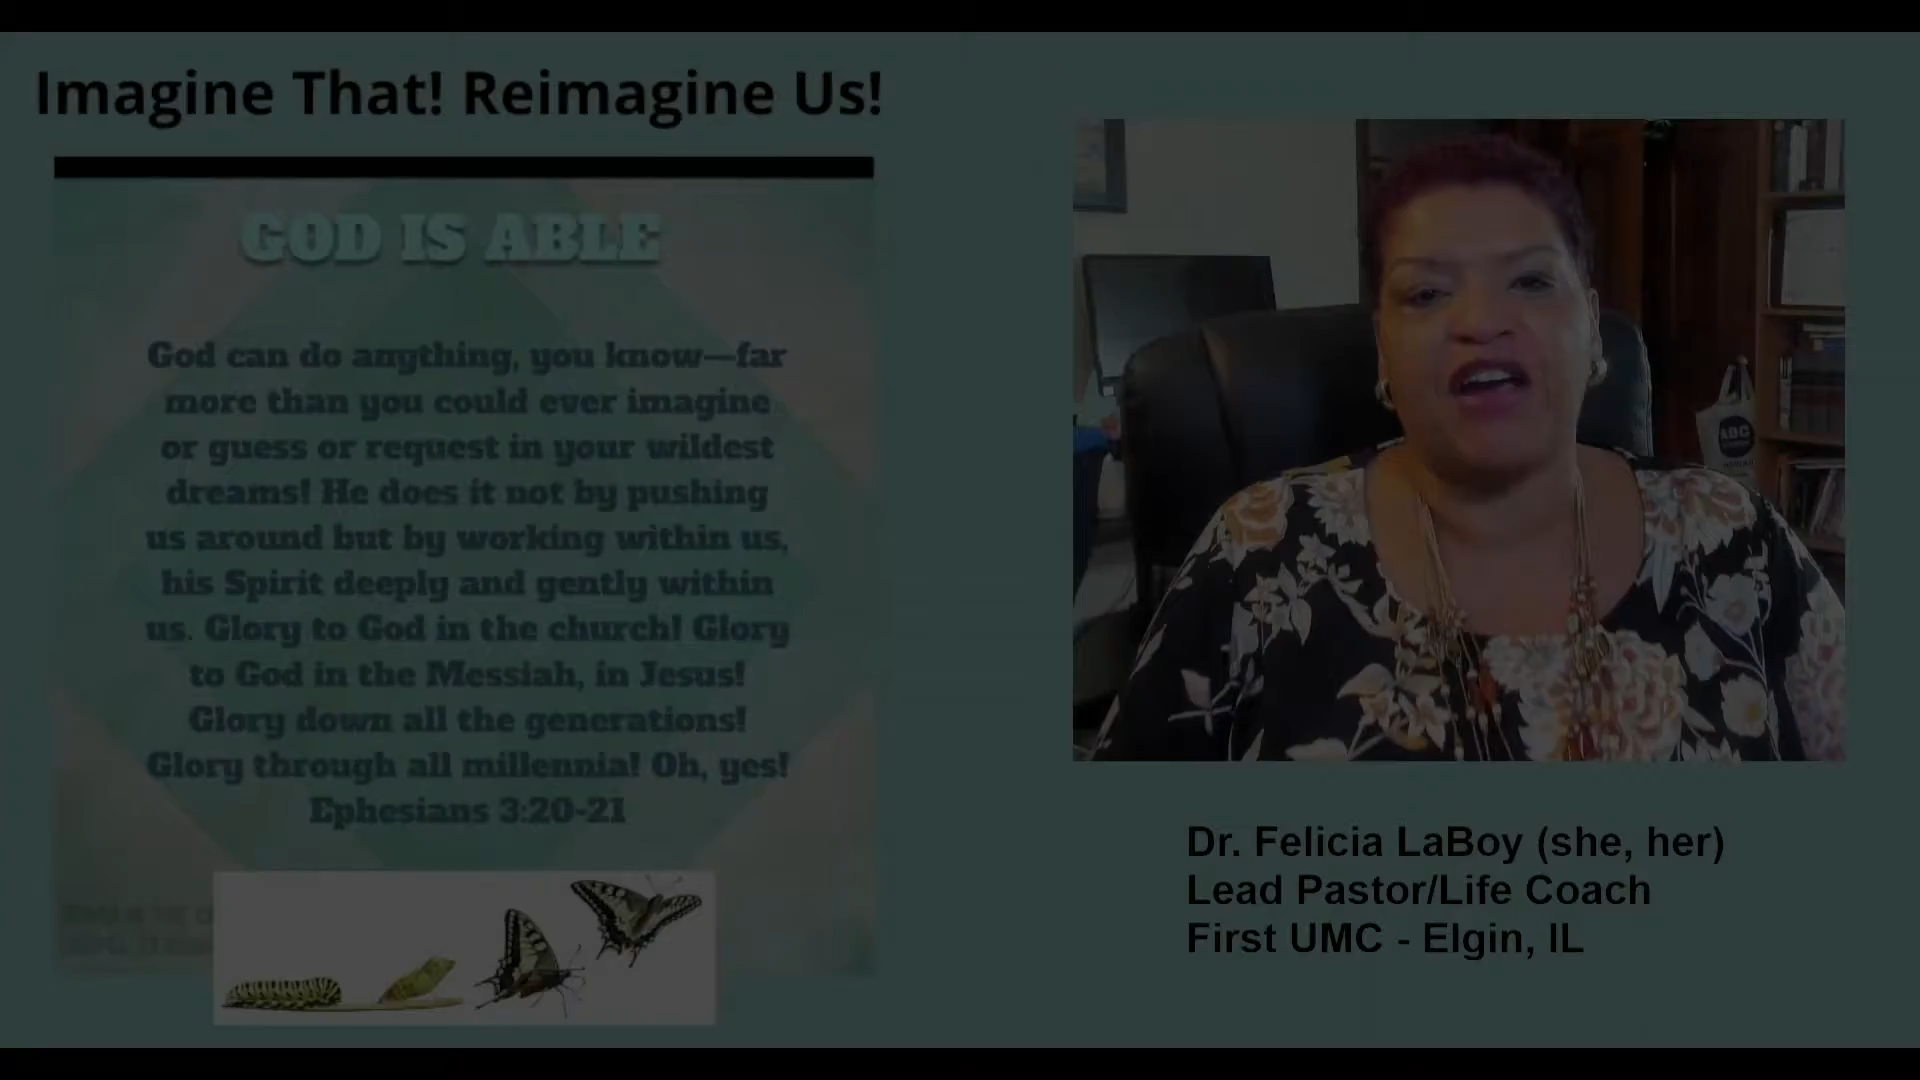 Imagine That! Reimagine Us!
GOD IS ABLE
God can do anything, you know—far
more than you could ever imagine
or guess or request in your wildest
dreams! He does it not by pushing
us around but by working within us,
his Spirit deeply and gently within
us. Glory to God in the church! Glory
to God in the Messiah, in Jesus!
Glory down all the generations!
Glory through all millennia! Oh, yes!
Ephesians 3:20-21
ABC
Dr. Felicia LaBoy (she, her)
Lead Pastor/Life Coach
First UMC - Elgin, IL